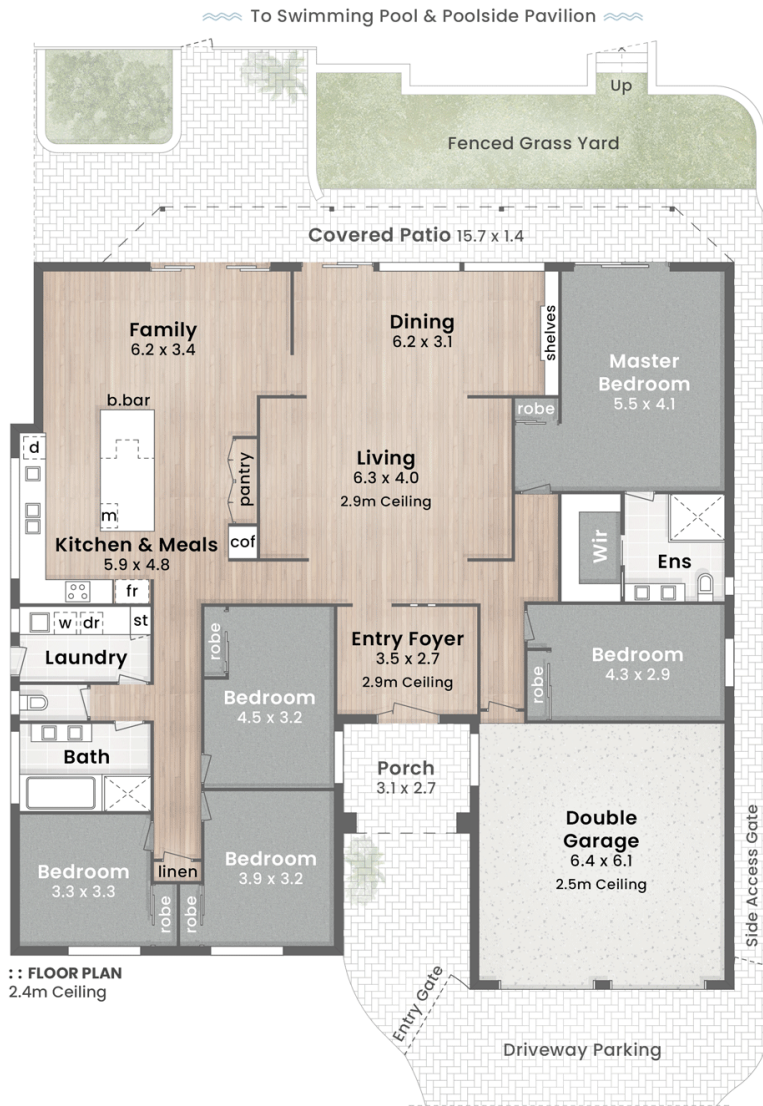 To Swimming Pool & Poolside Pavilion
Up
Fenced Grass Yard
Covered Patio 15.7 x 1.4
Family
6.2 x 3.4
Dining
6.2 x 3.1
shelves
Master
Bedroom
5.5 x 4.1
b.bar
robe
d
Living
6.3 x 4.0
2.9m Ceiling
pantry
m
Kitchen & Meals
5.9 x 4.8
cof
Wir
Ens
fr
w dr
st
Laundry
robe
Entry Foyer
3.5 x 2.7
2.9m Ceiling
Bedroom
4.3 x 2.9
robe
Bedroom
4.5 x 3.2
Bath
Porch
3.1 x 2.7
Double
Garage
6.4 x 6.1
2.5m Ceiling
Side Access Gate
Bedroom
3.3 x 3.3
linen
Bedroom
3.9 x 3.2
robe
robe
:: FLOOR PLAN
2.4m Ceiling
Entry Gate
Driveway Parking